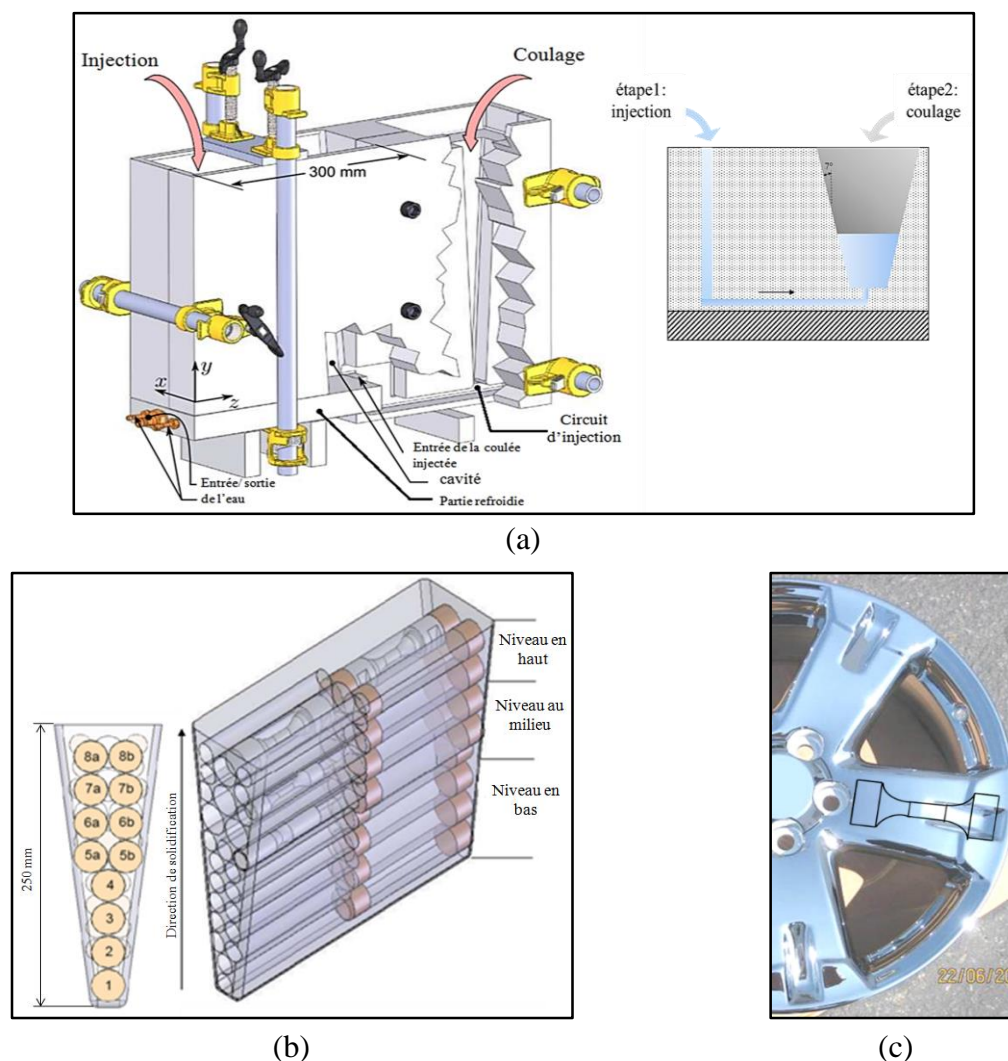 Injection
Coulage
300 mm
x
y
z
Entrée/ sortie
de l'eau
Entrée de la coulée
injectée
cavité
Partie refroidie
Circuit
d'injection
étape1:
injection
étape2:
coulage
7°
(a)
250 mm
8a 8b
7a 7b
6a 6b
5a 5b
4
3
2
1
Direction de solidification
Niveau en
haut
Niveau au
milieu
Niveau en
bas
(b)
22/06/20
(c)